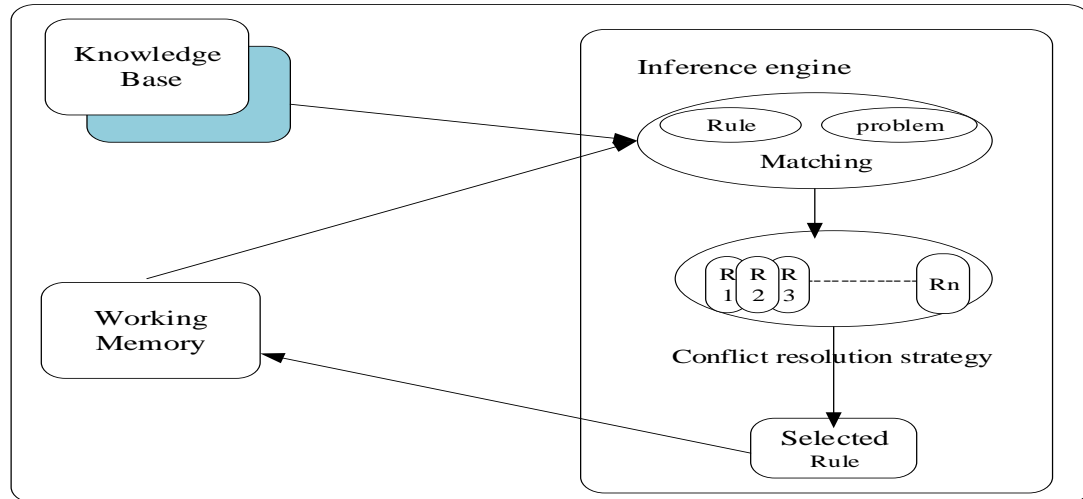 Knowledge
Base
Inference engine
Rule
problem
Matching
R
1
R
2
R
3
Rn
Working
Memory
Conflict resolution strategy
Selected
Rule